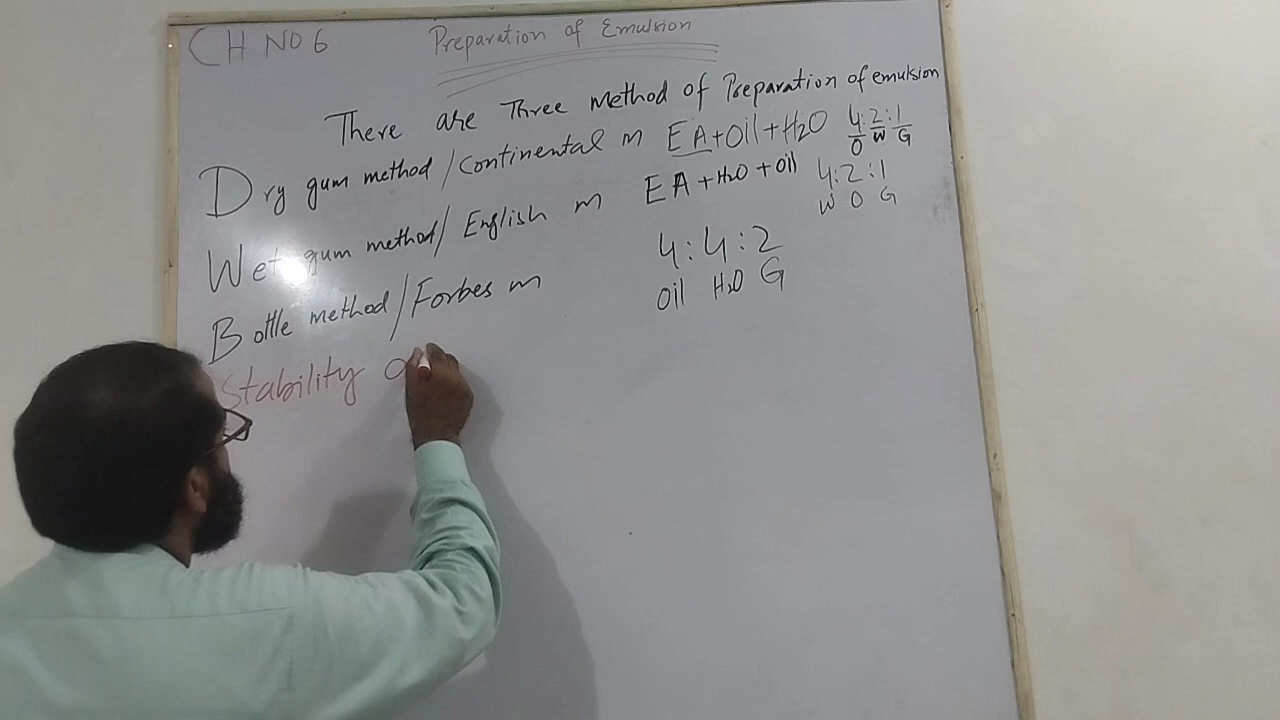 CH NO 6 Preparation of Emulsion
There are Three Method of Preparation of emulsion
Dry gum method/Continental m EA+Oil+H2O 4:2:1
O W G
Wet gum method/English m EA+H2O+Oil 4:2:1
W O G
Bottle method/Forbes m 4:4:2
Oil H2O G
Stability o